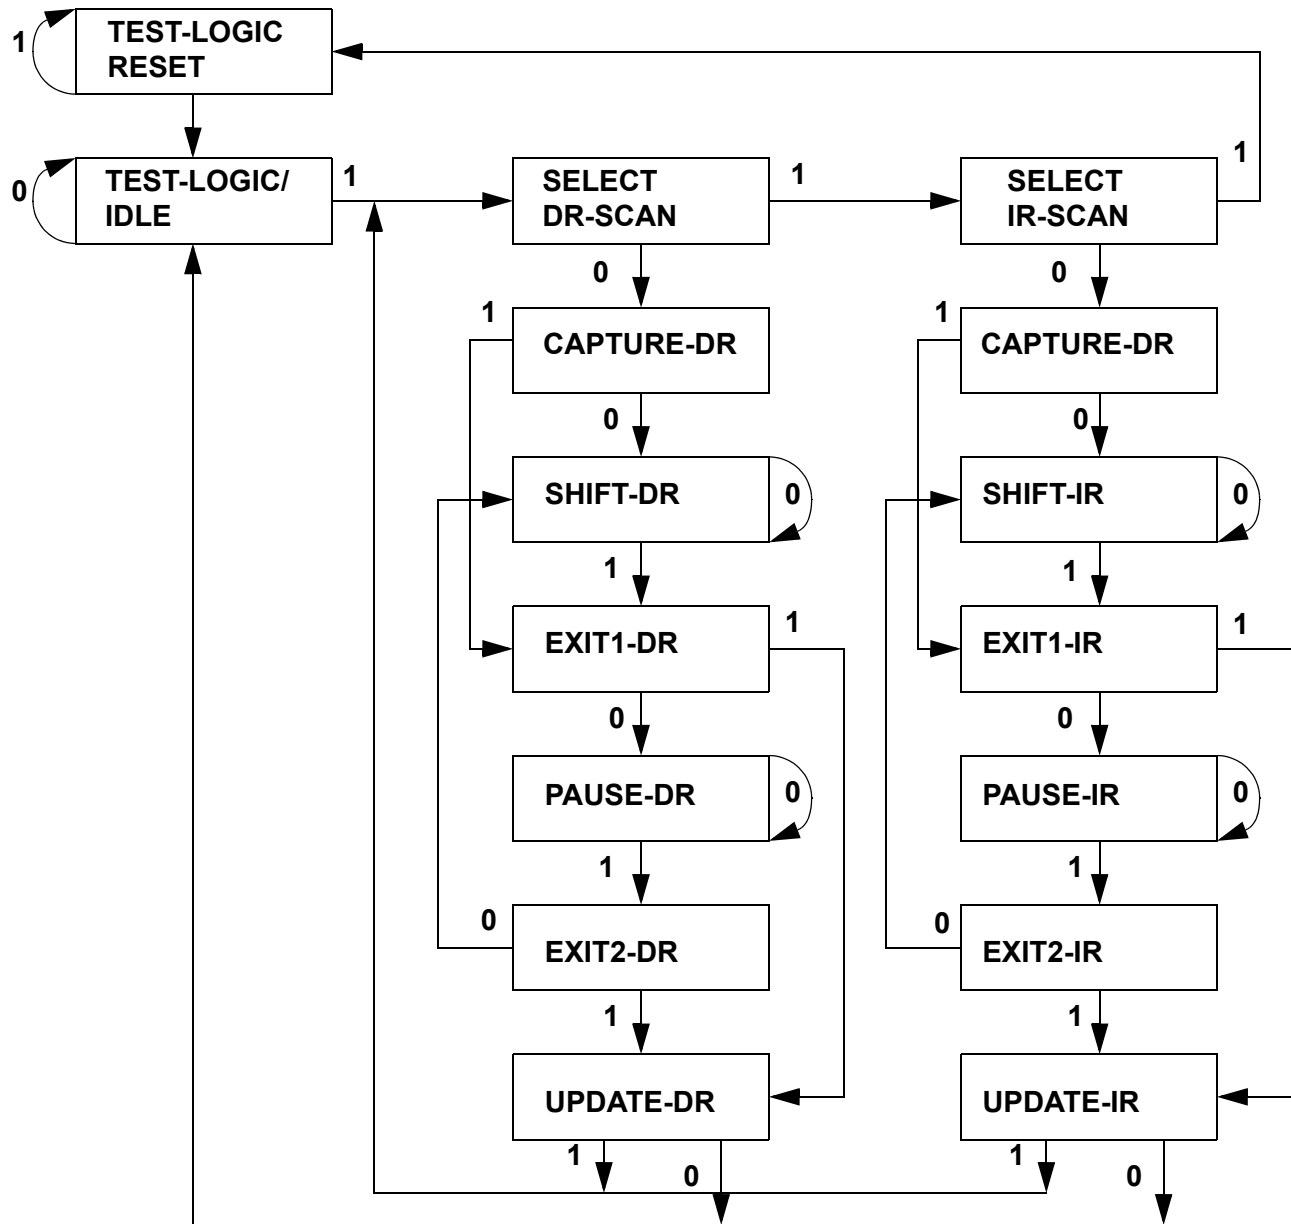 1
TEST-LOGIC
RESET
0
TEST-LOGIC/
IDLE
1
SELECT
DR-SCAN
1
SELECT
IR-SCAN
1
0
0
1
CAPTURE-DR
1
CAPTURE-DR
0
0
SHIFT-DR
0
SHIFT-IR
0
1
1
EXIT1-DR
1
EXIT1-IR
1
0
0
PAUSE-DR
0
PAUSE-IR
0
1
1
0
EXIT2-DR
0
EXIT2-IR
1
1
UPDATE-DR
UPDATE-IR
1
0
1
0